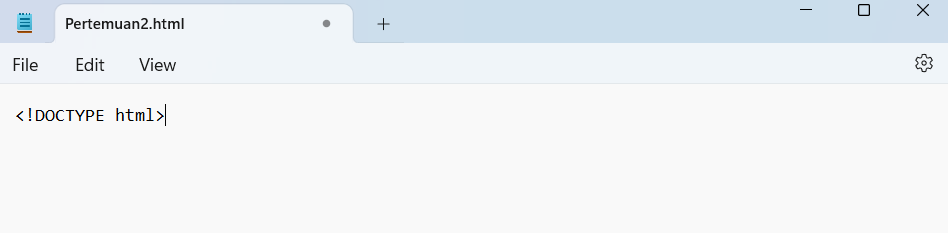 Pertemuan2.html
File Edit View
<!DOCTYPE html>